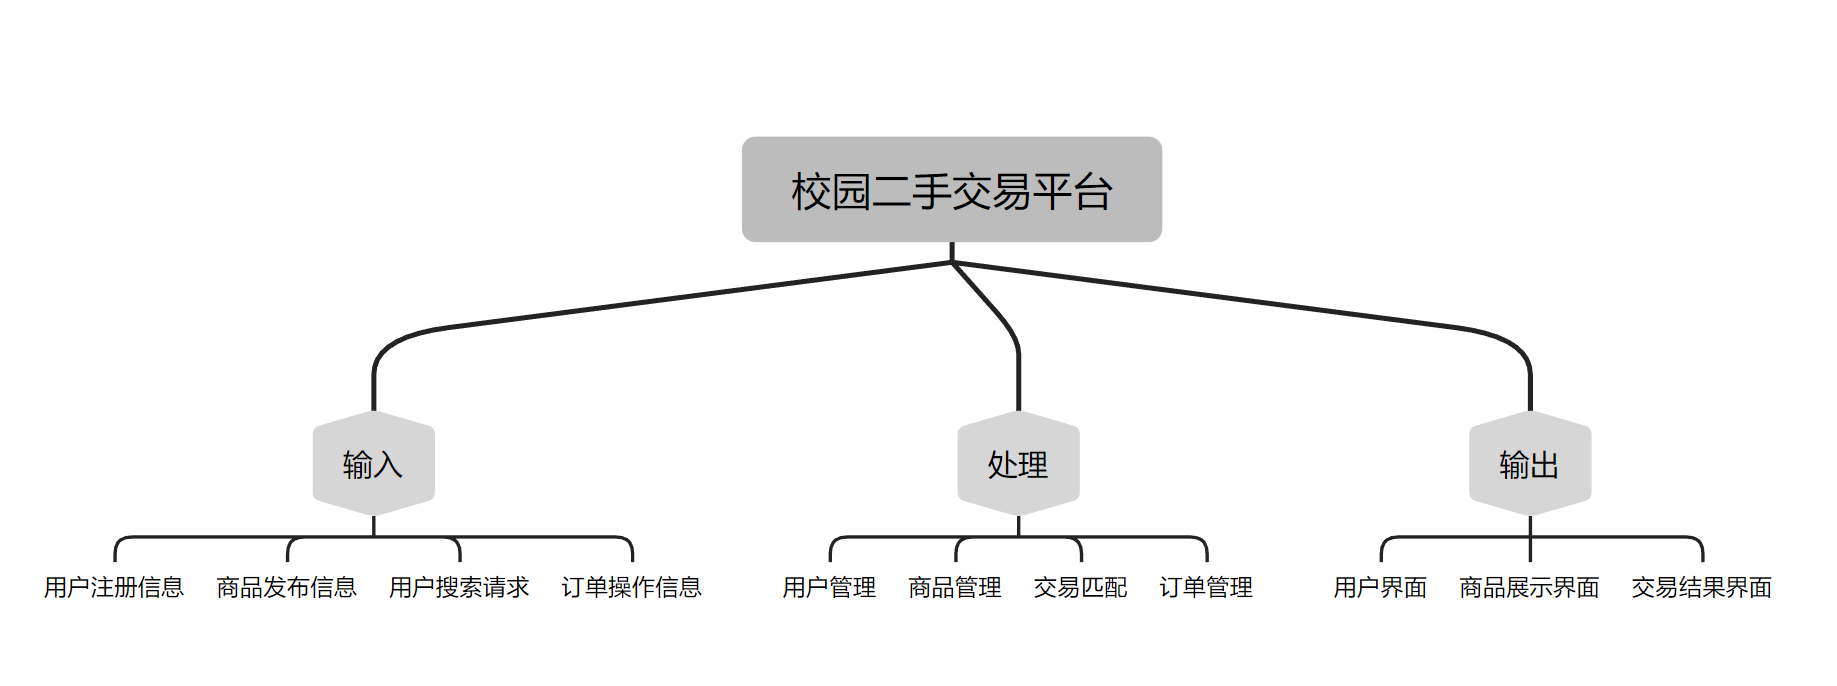 校园二手交易平台
输入
处理
输出
用户注册信息
商品发布信息
用户搜索请求
订单操作信息
用户管理
商品管理
交易匹配
订单管理
用户界面
商品展示界面
交易结果界面